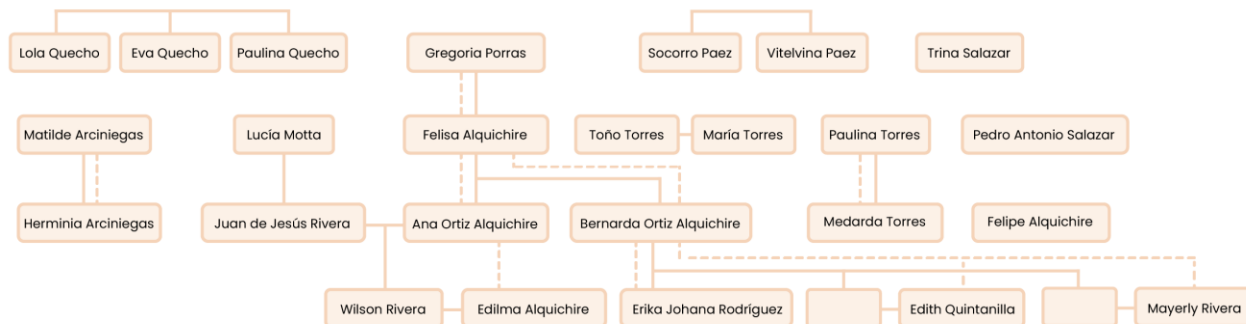 Lola Quecho
Eva Quecho
Paulina Quecho
Gregoria Porras
Socorro Paez
Vitelvina Paez
Trina Salazar
Matilde Arciniegas
Lucía Motta
Felisa Alquichire
Toño Torres
María Torres
Paulina Torres
Pedro Antonio Salazar
Herminia Arciniegas
Juan de Jesús Rivera
Ana Ortiz Alquichire
Bernarda Ortiz Alquichire
Medarda Torres
Felipe Alquichire
Wilson Rivera
Edilma Alquichire
Erika Johana Rodríguez
Edith Quintanilla
Mayerly Rivera